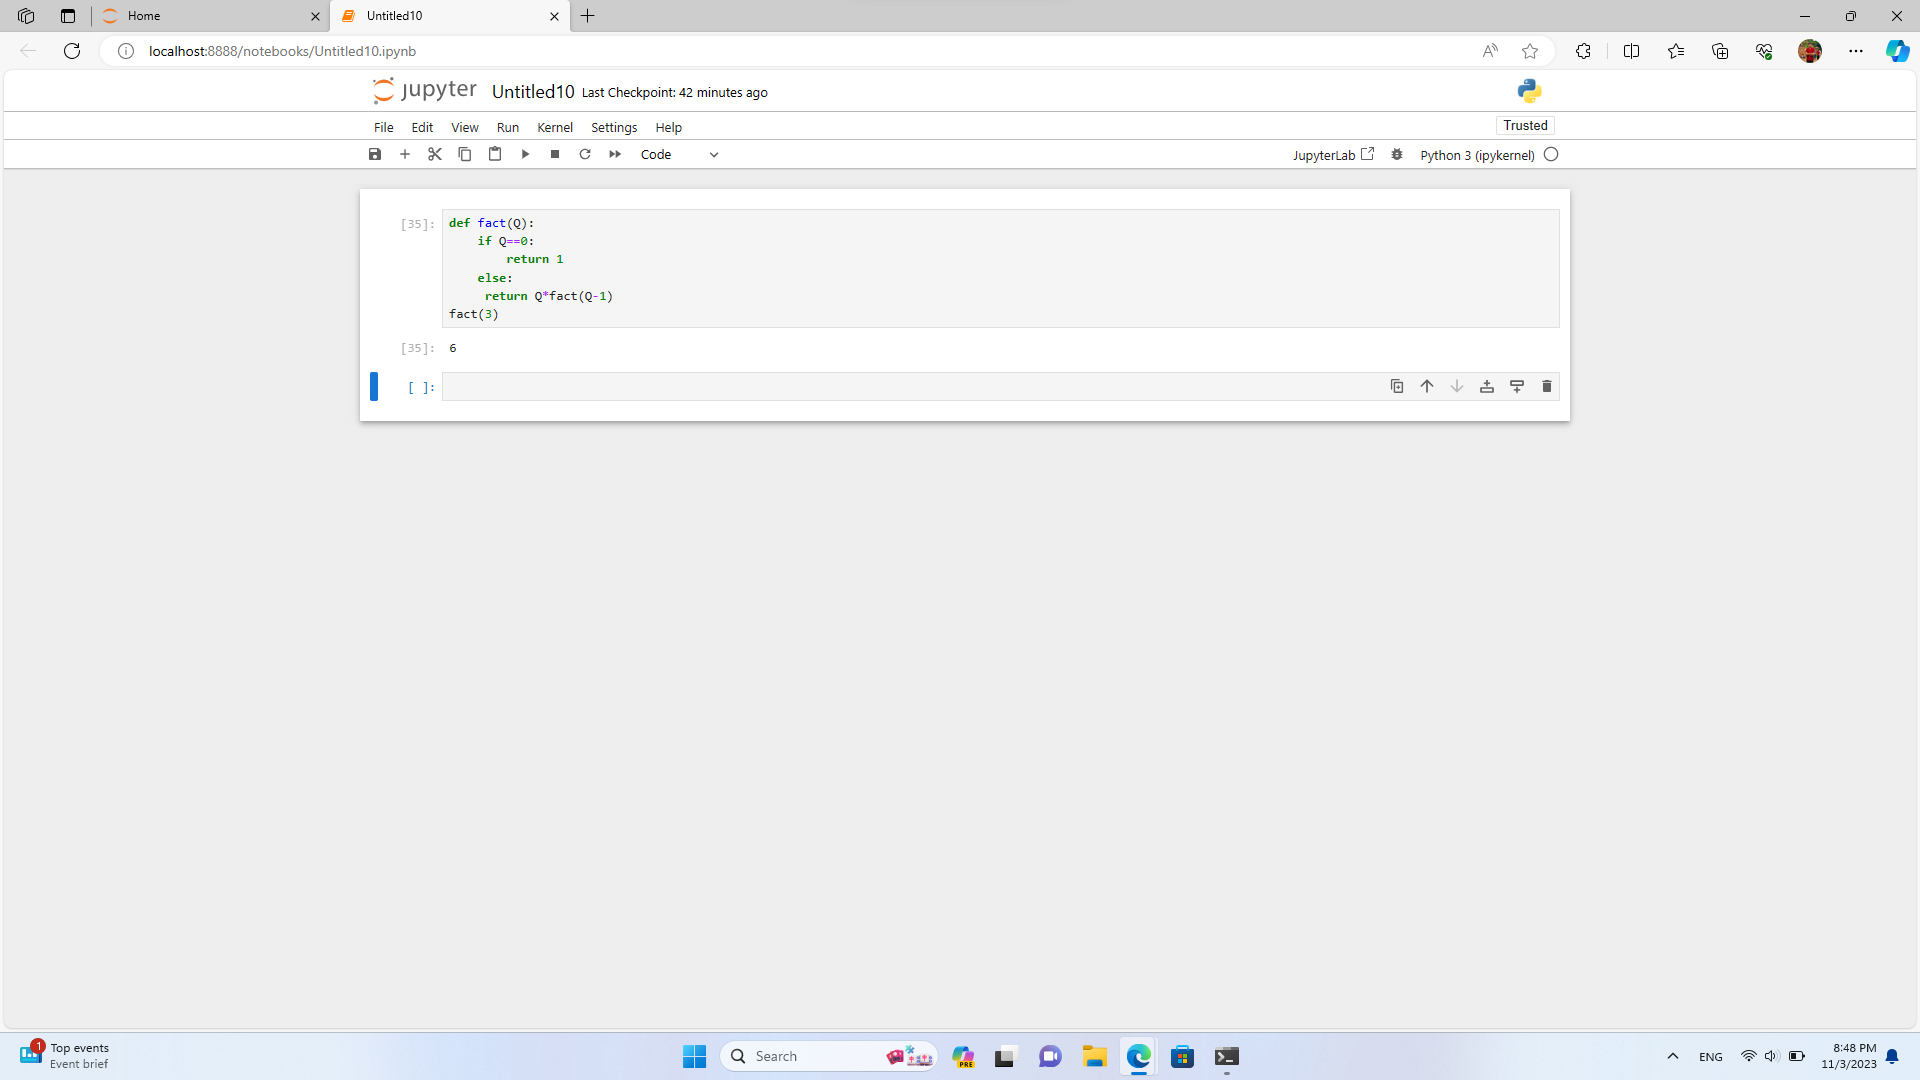 Home
Untitled10
localhost:8888/notebooks/Untitled10.ipynb
jupyter Untitled10 Last Checkpoint: 42 minutes ago
File Edit View Run Kernel Settings Help
Trusted
Code
JupyterLab
Python 3 (ipykernel)
[35]: def fact(Q):
    if Q==0:
        return 1
    else:
     return Q*fact(Q-1)
fact(3)
[35]: 6
[ ]:
1
Top events
Event brief
Search
PRE
ENG
8:48 PM
11/3/2023